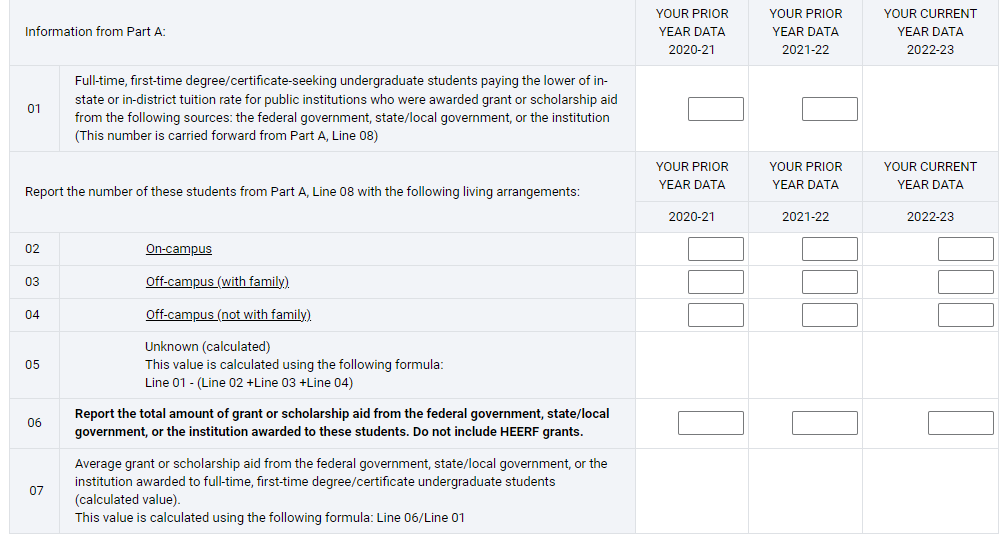 Information from Part A:
YOUR PRIOR YEAR DATA 2020-21
YOUR PRIOR YEAR DATA 2021-22
YOUR CURRENT YEAR DATA 2022-23
01
Full-time, first-time degree/certificate-seeking undergraduate students paying the lower of in-
state or in-district tuition rate for public institutions who were awarded grant or scholarship aid
from the following sources: the federal government, state/local government, or the institution
(This number is carried forward from Part A, Line 08)
Report the number of these students from Part A, Line 08 with the following living arrangements:
YOUR PRIOR YEAR DATA
YOUR PRIOR YEAR DATA
YOUR CURRENT YEAR DATA
2020-21
2021-22
2022-23
02
On-campus
03
Off-campus (with family)
04
Off-campus (not with family)
05
Unknown (calculated)
This value is calculated using the following formula:
Line 01 - (Line 02 +Line 03 +Line 04)
06
Report the total amount of grant or scholarship aid from the federal government, state/local
government, or the institution awarded to these students. Do not include HEERF grants.
07
Average grant or scholarship aid from the federal government, state/local government, or the
institution awarded to full-time, first-time degree/certificate undergraduate students
(calculated value).
This value is calculated using the following formula: Line 06/Line 01